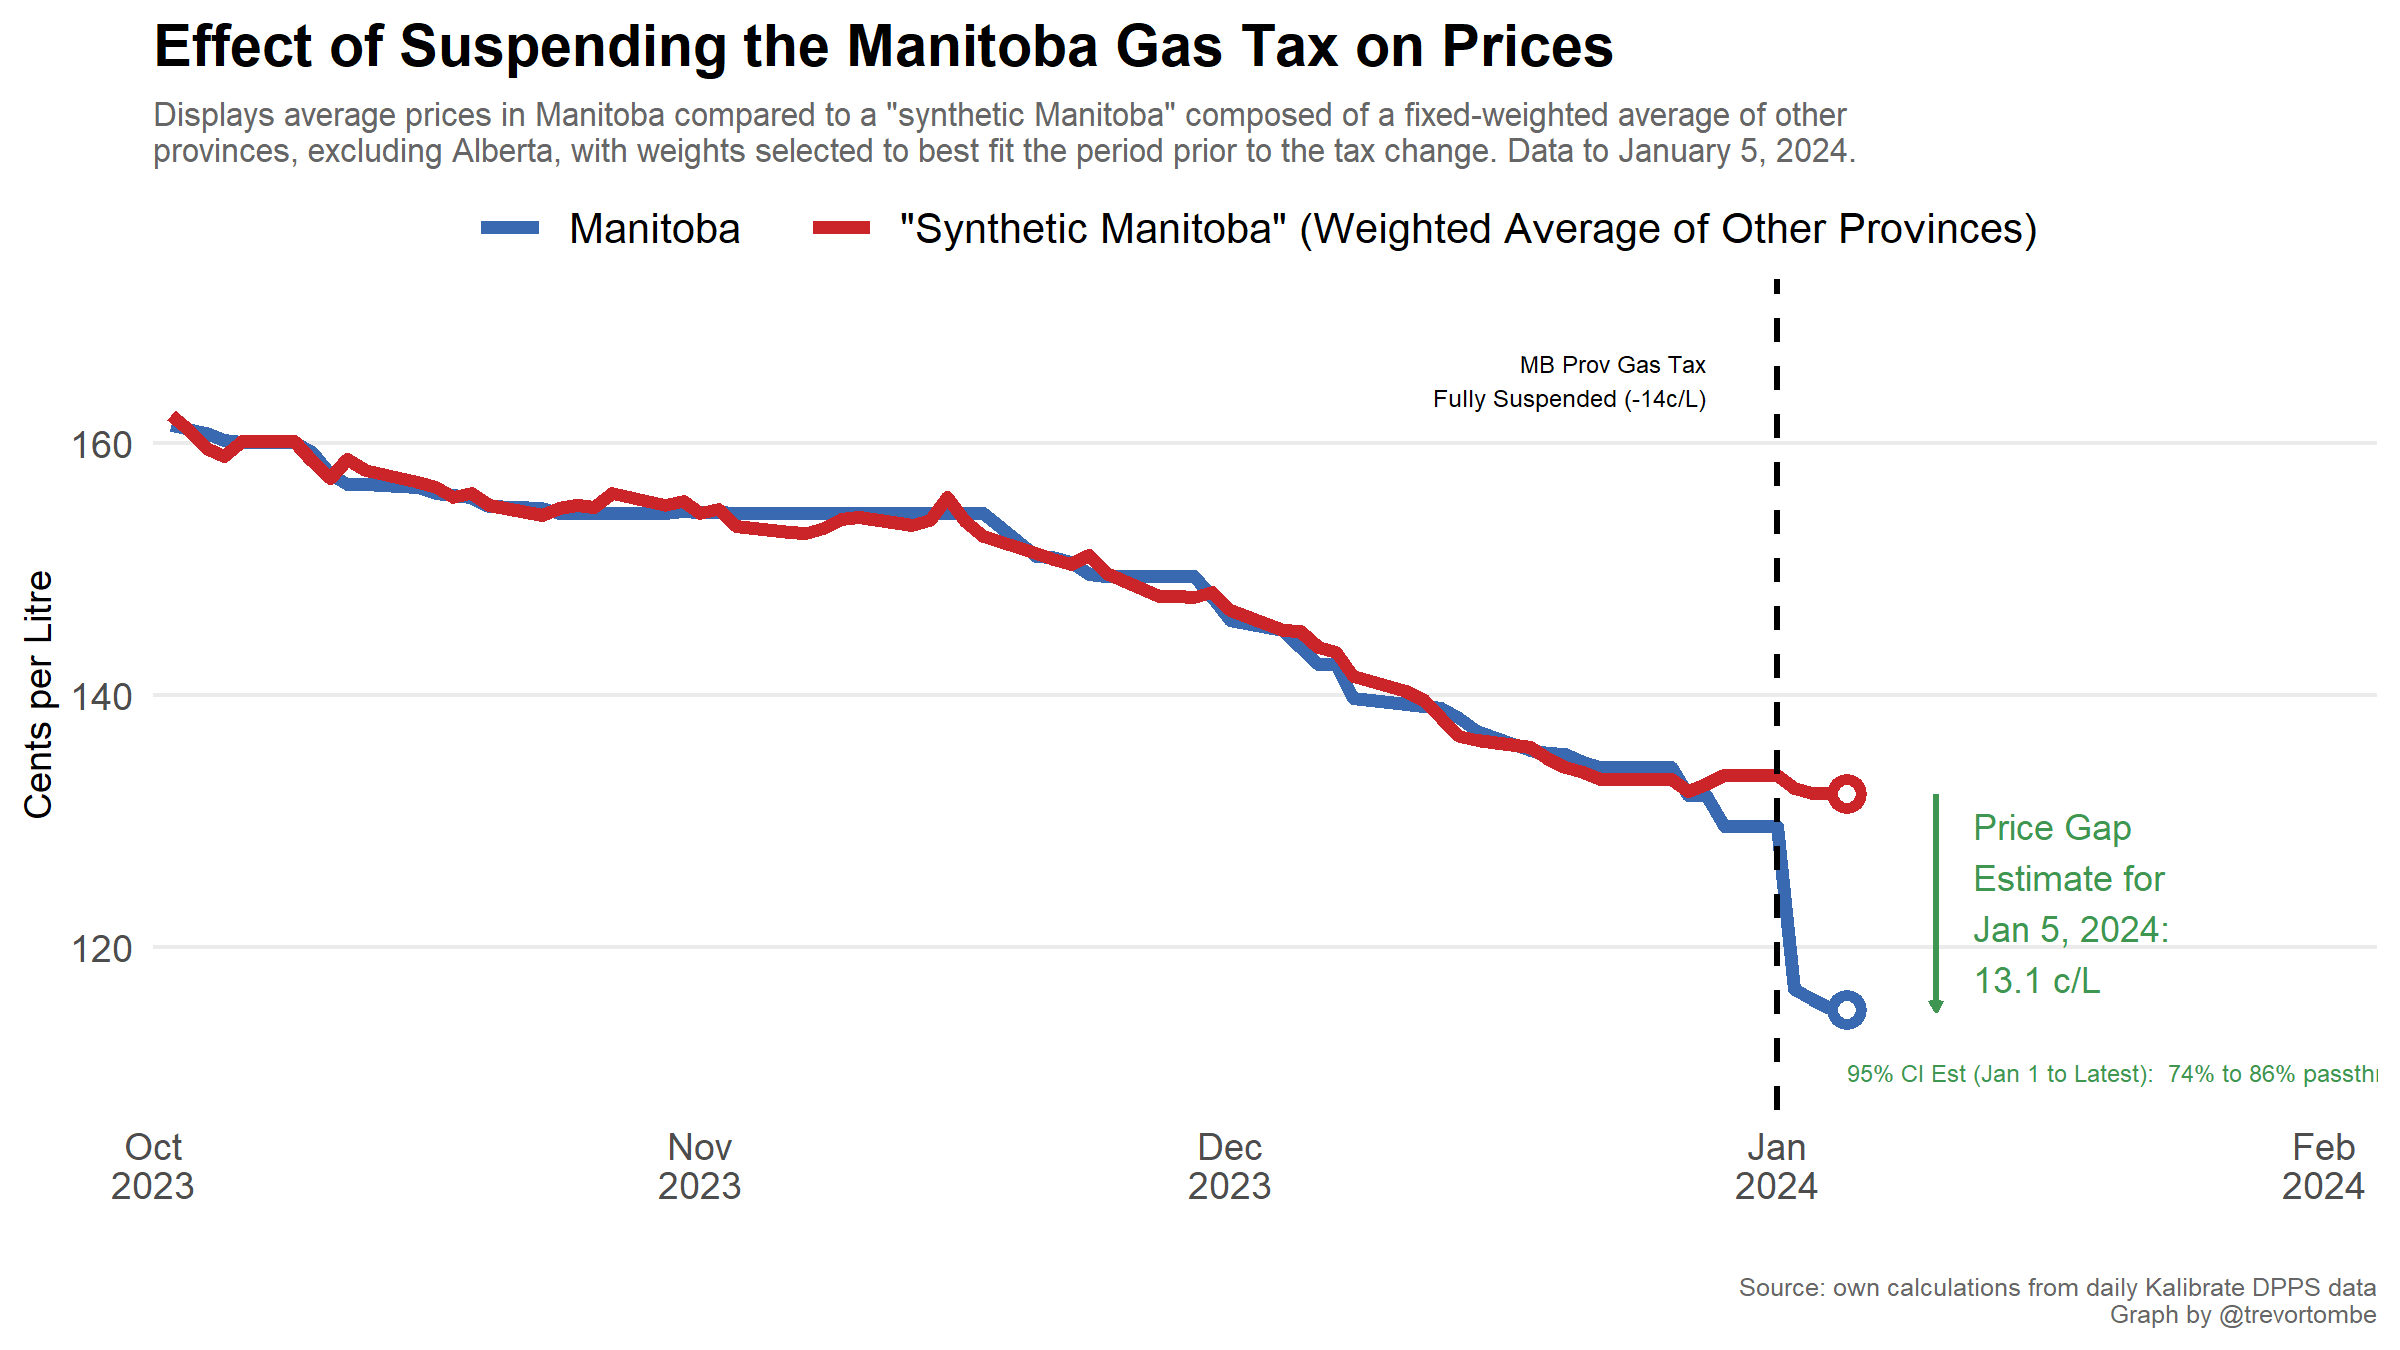 Effect of Suspending the Manitoba Gas Tax on Prices
Displays average prices in Manitoba compared to a "synthetic Manitoba" composed of a fixed-weighted average of other
provinces, excluding Alberta, with weights selected to best fit the period prior to the tax change. Data to January 5, 2024.
Manitoba
"Synthetic Manitoba" (Weighted Average of Other Provinces)
MB Prov Gas Tax
Fully Suspended (-14c/L)
160
140
120
Cents per Litre
Price Gap
Estimate for
Jan 5, 2024:
13.1 c/L
95% CI Est (Jan 1 to Latest): 74% to 86%
Oct
2023
Nov
2023
Dec
2023
Jan
2024
Feb
2024
Source: own calculations from daily Kalibrate DPPS data
Graph by @trevortombe